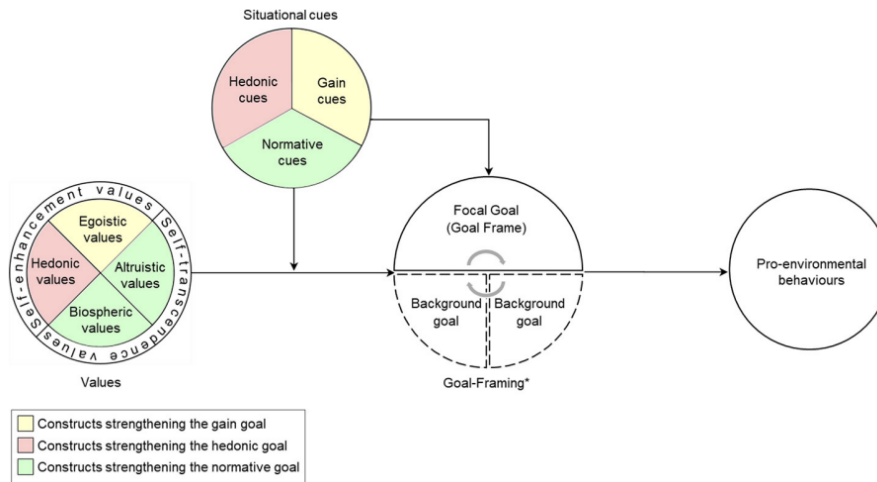 Situational cues
Hedonic
cues
Gain
cues
Normative
cues
Self-enhancement values
Self-transcendence values
Egoistic
values
Hedonic
values
Altruistic
values
Biospheric
values
Values
Focal Goal
(Goal Frame)
Background
goal
Background
goal
Goal-Framing*
Pro-environmental
behaviours
Constructs strengthening the gain goal
Constructs strengthening the hedonic goal
Constructs strengthening the normative goal